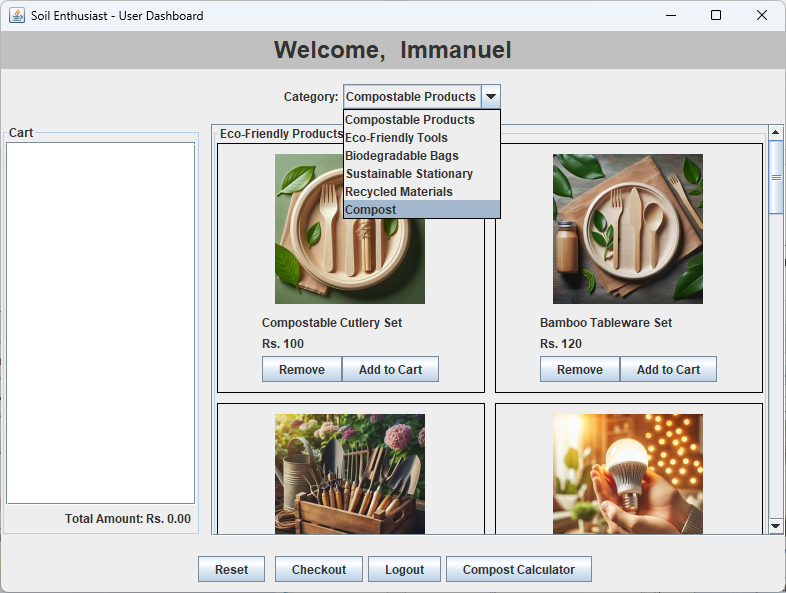 Soil Enthusiast - User Dashboard
Welcome,  Immanuel
Category: Compostable Products
Compostable Products
Eco-Friendly Tools
Biodegradable Bags
Sustainable Stationary
Recycled Materials
Compost
Cart
Total Amount: Rs. 0.00
Eco-Friendly Products
Compostable Cutlery Set
Rs. 100
Remove Add to Cart
Bamboo Tableware Set
Rs. 120
Remove Add to Cart
Reset Checkout Logout Compost Calculator